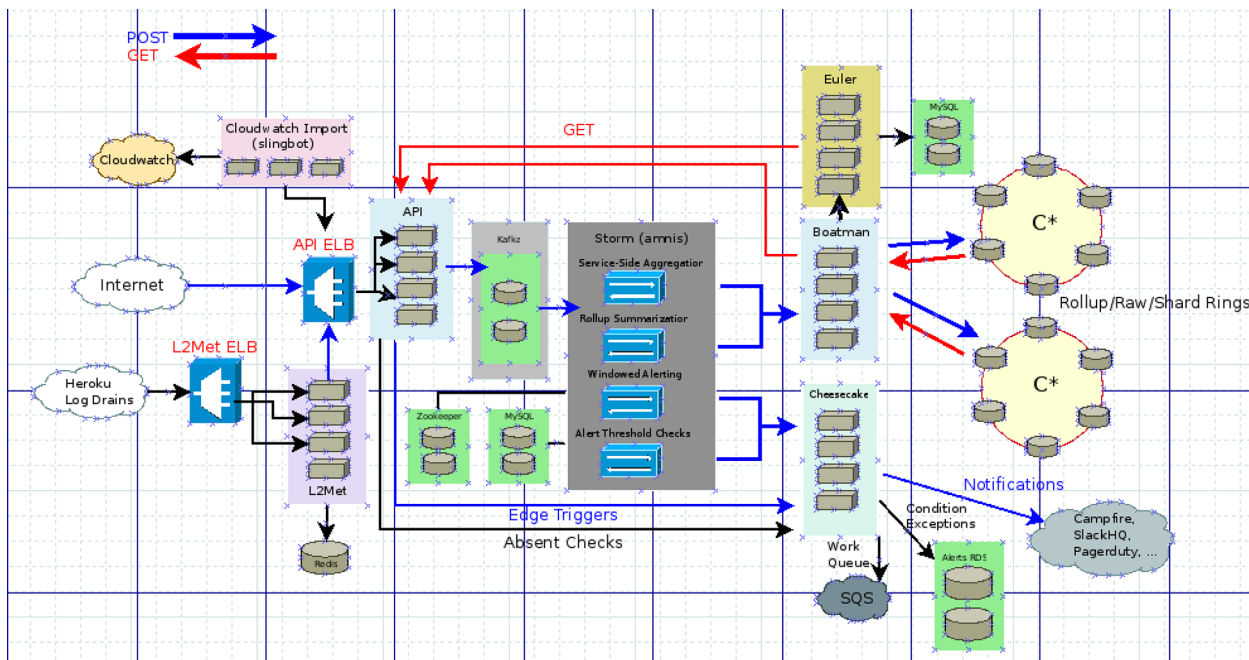 POST
GET
Cloudwatch
Cloudwatch Import
(slingbot)
GET
Euler
MySQL
API ELB
API
Kafka
Storm (amnis)
Service-Side Aggregation
Rollup Summarization
Windowed Alerting
Alert Threshold Checks
Boatman
C*
Rollup/Raw/Shard Rings
C*
Internet
L2Met ELB
Heroku
Log Drains
L2Met
Redis
Zookeeper
MySQL
Cheesecake
Edge Triggers
Absent Checks
Notifications
Condition
Exceptions
Campfire,
SlackHQ,
Pagerduty, ...
Work
Queue
SQS
Alerts RDS